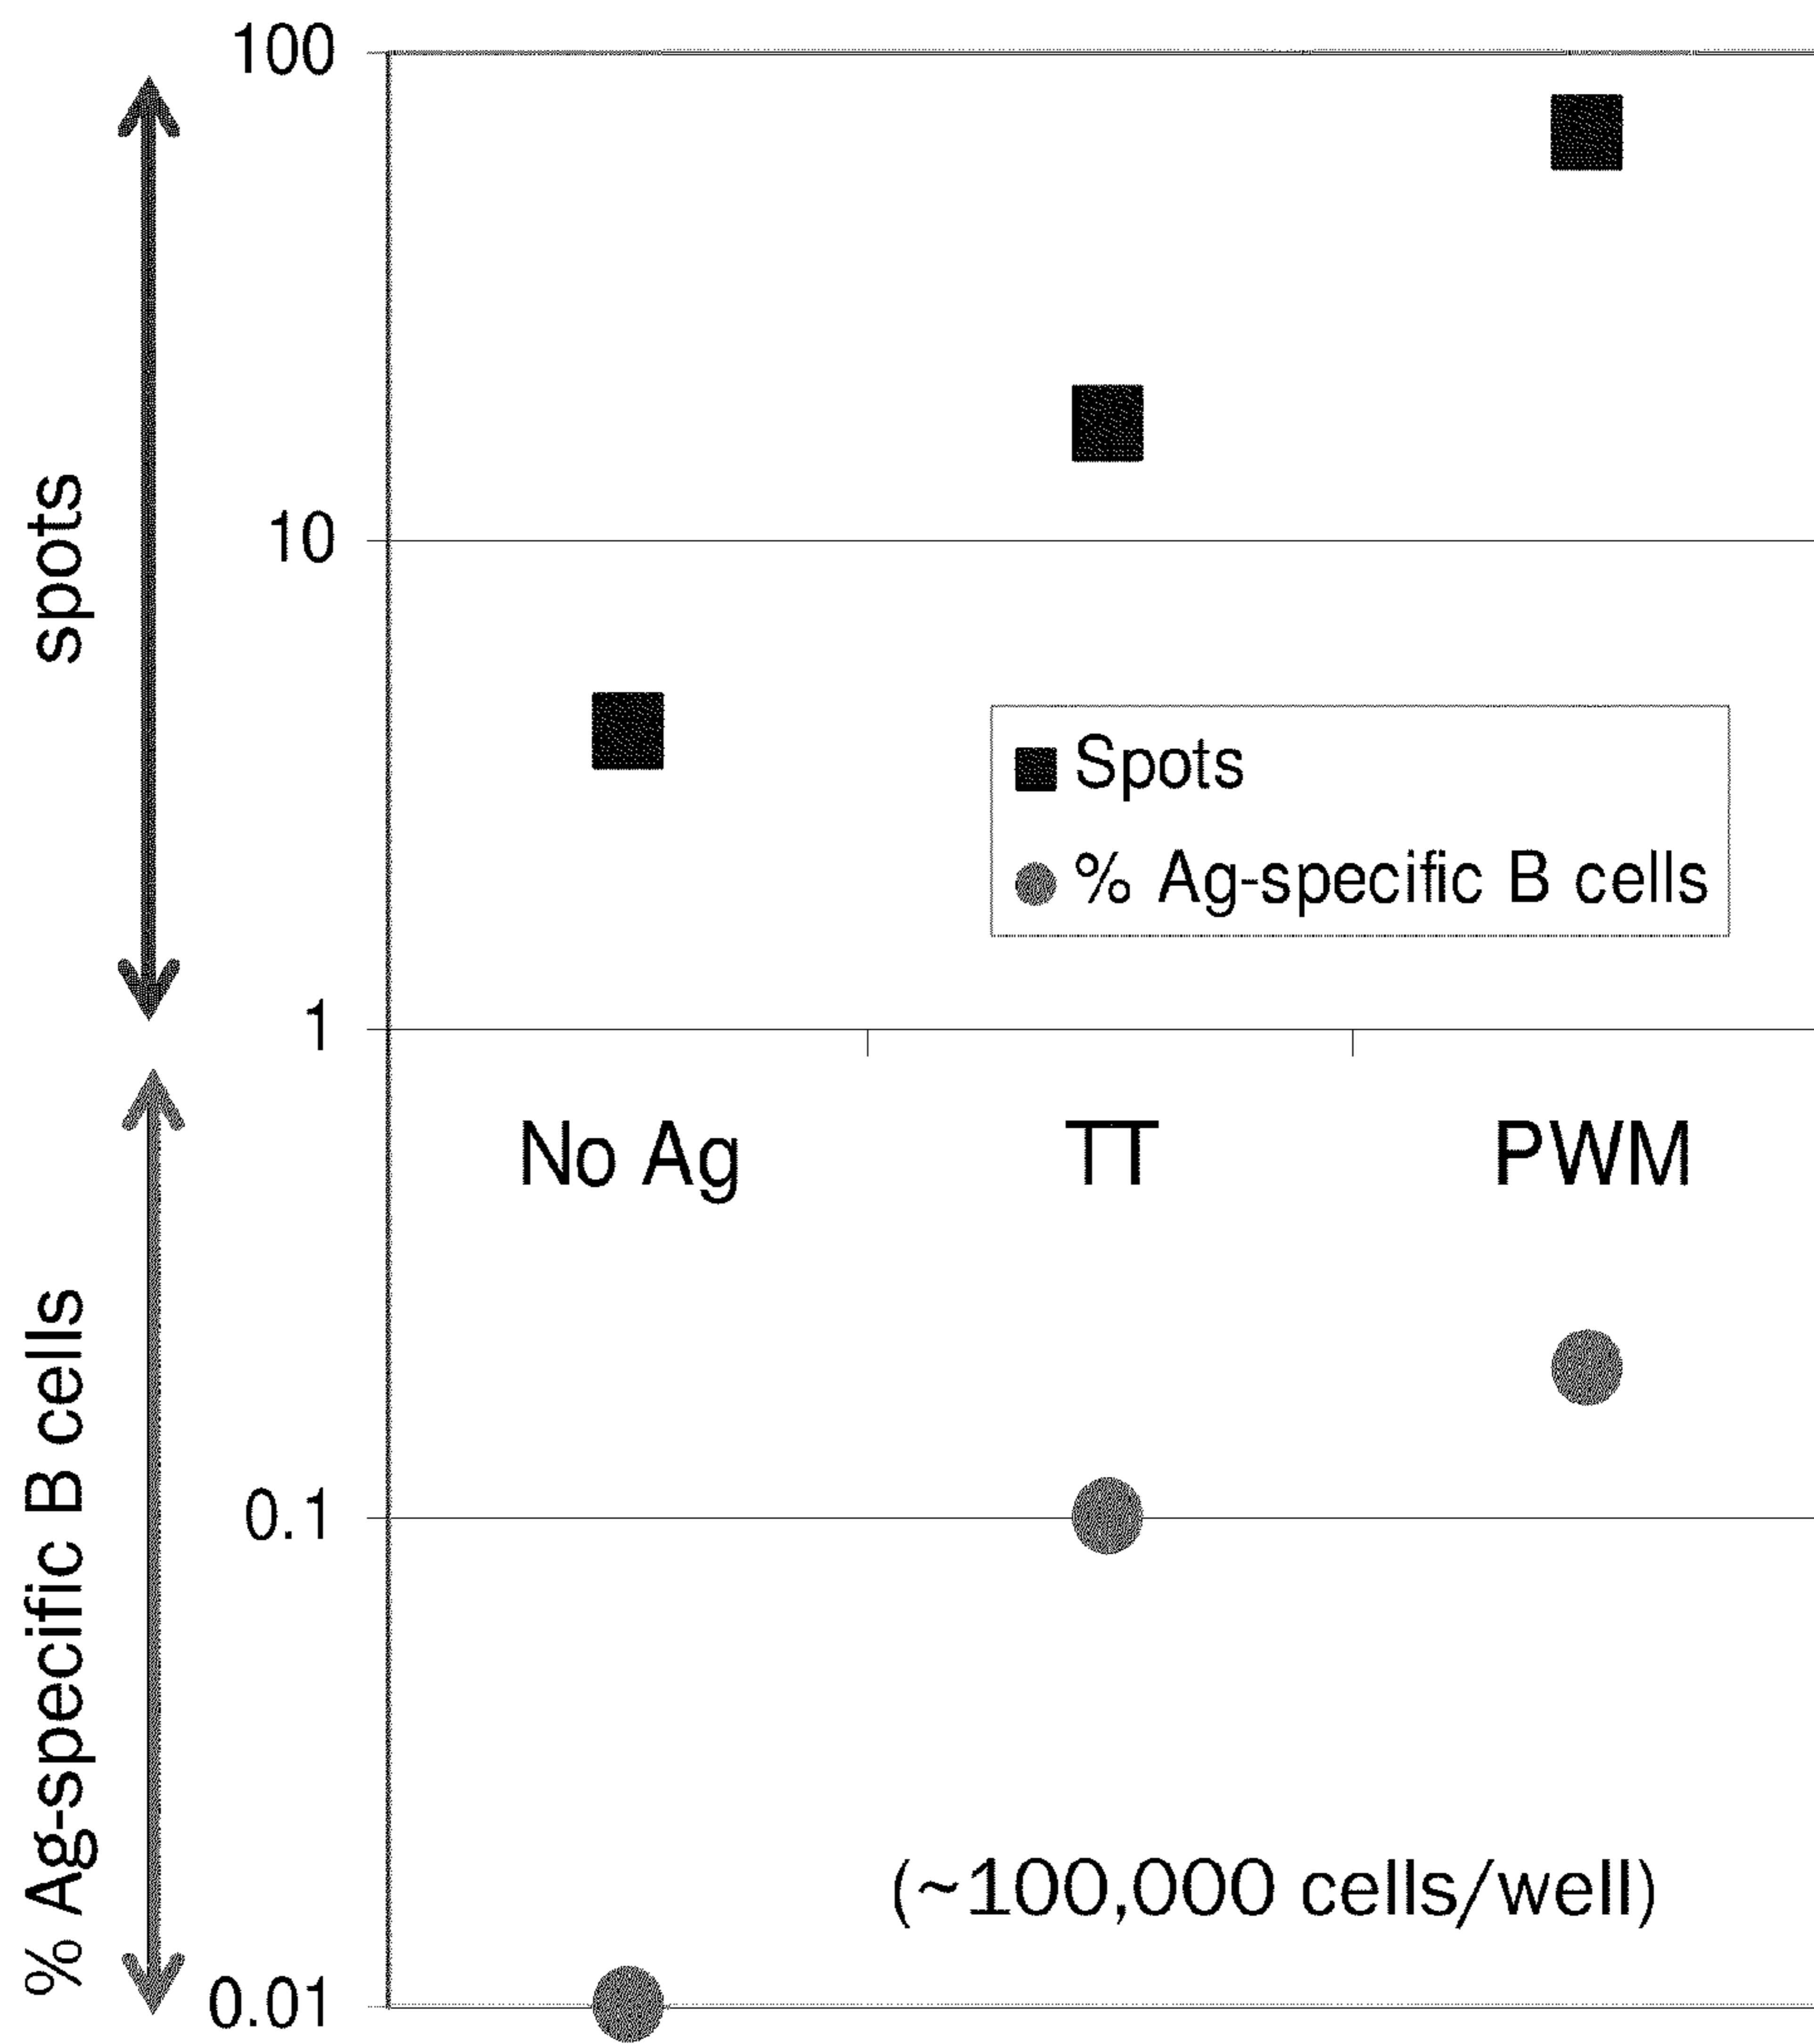 100
spots
10
Spots
% Ag-specific B cells
1
No Ag TT PWM
% Ag-specific B cells
0.1
(~100,000 cells/well)
0.01